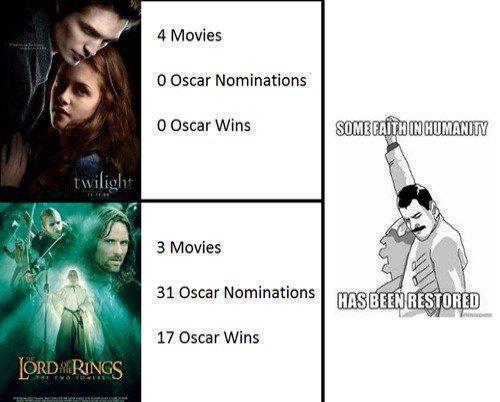 twilight
4 Movies
0 Oscar Nominations
0 Oscar Wins
THE
LORD OF THE RINGS
THE TWO TOWERS
3 Movies
31 Oscar Nominations
17 Oscar Wins
SOME FAITH IN HUMANITY
HAS BEEN RESTORED